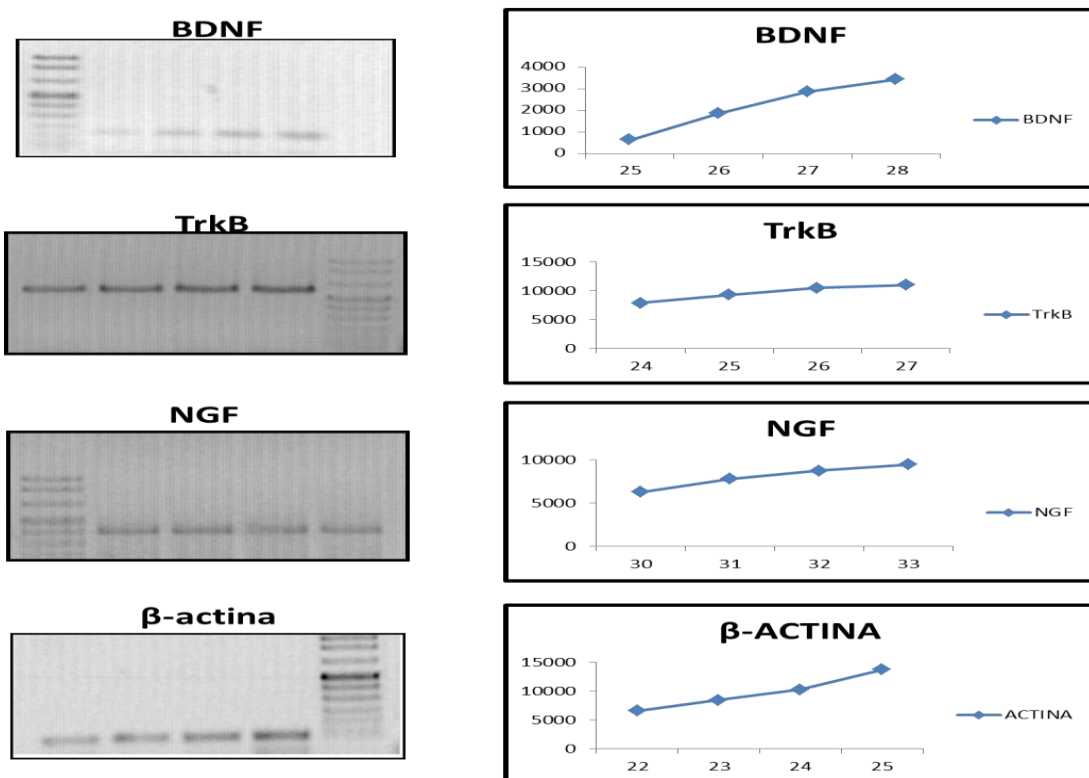 BDNF
BDNF
4000
3000
2000
1000
0
25 26 27 28
BDNF
TrkB
TrkB
15000
10000
5000
0
24 25 26 27
TrkB
NGF
NGF
10000
5000
0
30 31 32 33
NGF
β-actina
β-ACTINA
15000
10000
5000
0
22 23 24 25
ACTINA